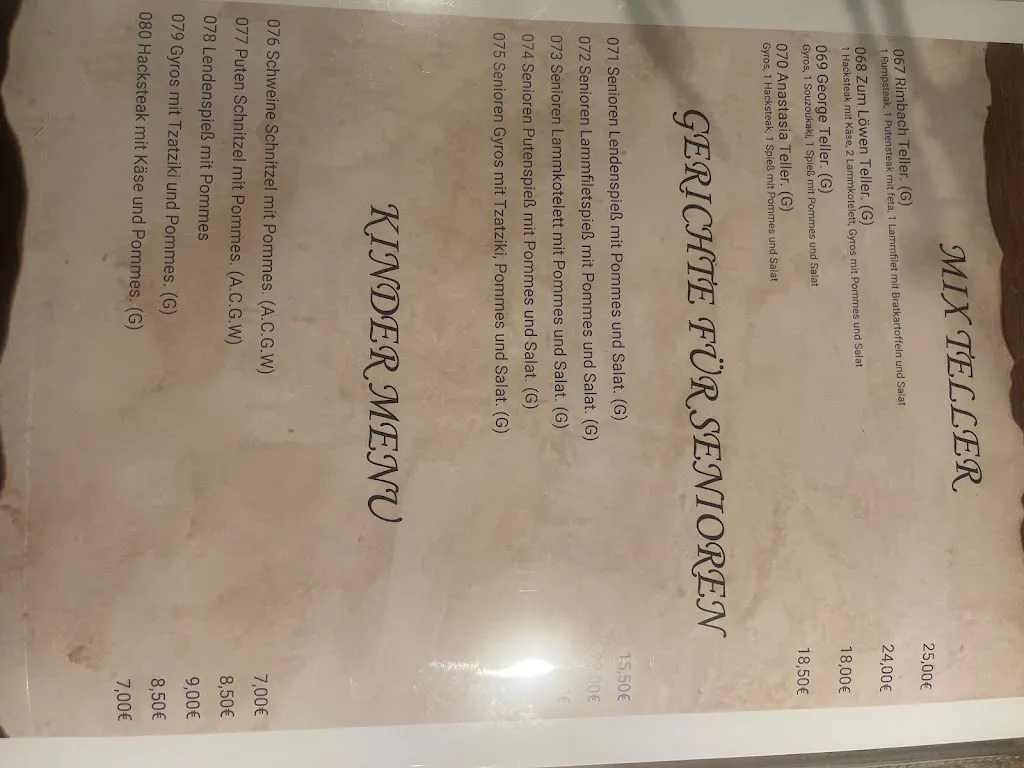 MIX TELLER
067 Rimbach Teller. (G) 25,00€
1 Rumpsteak, 1 Putensteak mit feta, 1 Lammfilet mit Bratkartoffeln und Salat
068 Zum Löwen Teller. (G) 24,00€
1 Hacksteak mit Käse, 2 Lammkotelett, Gyros mit Pommes und Salat
069 George Teller. (G) 18,00€
Gyros, 1 Souzoukaki, 1 Spieß mit Pommes und Salat
070 Anastasia Teller. (G) 18,50€
Gyros, 1 Hacksteak, 1 Spieß mit Pommes und Salat
GERICHTE FÜR SENIOREN
071 Senioren Lendenspieß mit Pommes und Salat. (G) 15,50€
072 Senioren Lammfiletspieß mit Pommes und Salat. (G)
073 Senioren Lammkotelett mit Pommes und Salat. (G)
074 Senioren Putenspieß mit Pommes und Salat. (G)
075 Senioren Gyros mit Tzatziki, Pommes und Salat. (G)
KINDER MENU
076 Schweine Schnitzel mit Pommes. (A.C.G.W) 7,00€
077 Puten Schnitzel mit Pommes. (A.C.G.W) 8,50€
078 Lendenspieß mit Pommes 9,00€
079 Gyros mit Tzatziki und Pommes. (G) 8,50€
080 Hacksteak mit Käse und Pommes. (G) 7,00€